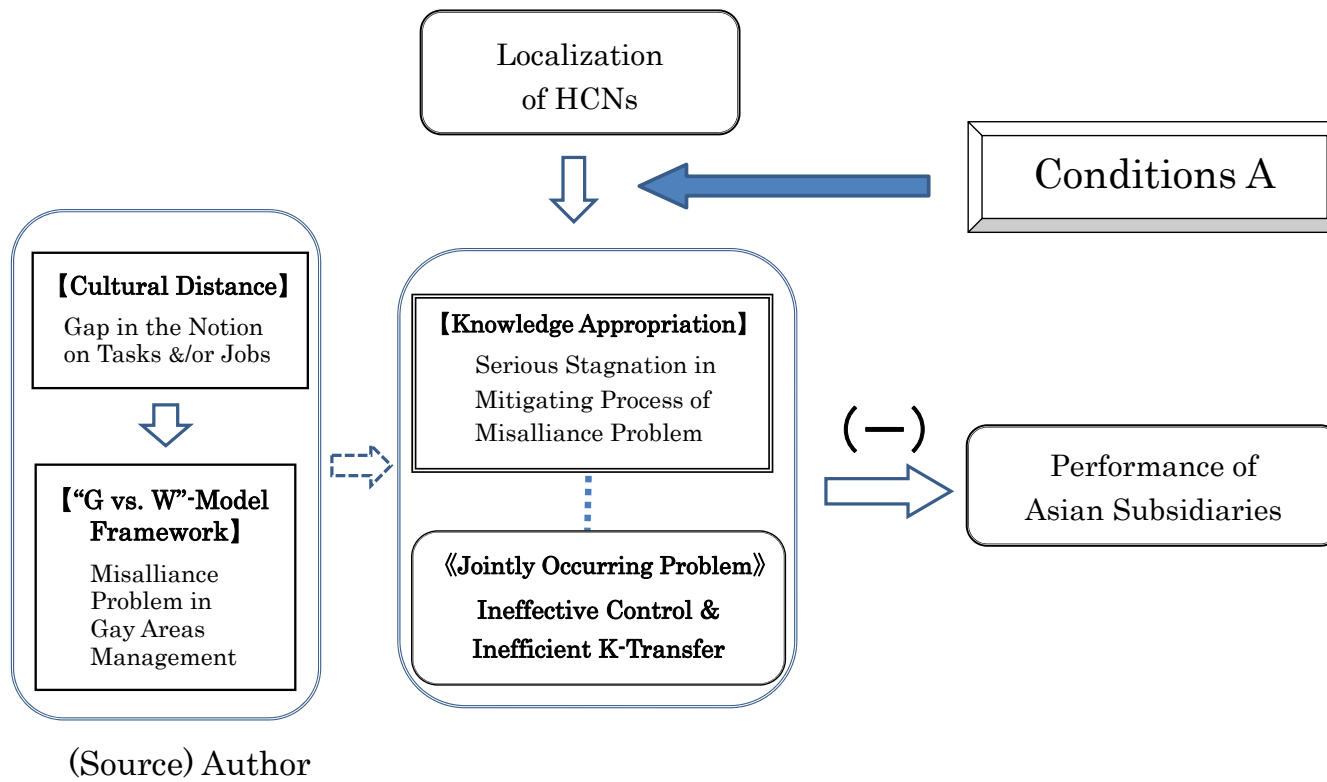 Localization
of HCNs
Conditions A
【Cultural Distance】
Gap in the Notion
on Tasks &/or Jobs
【“G vs. W”-Model
Framework】
Misalliance
Problem in
Gay Areas
Management
【Knowledge Appropriation】
Serious Stagnation in
Mitigating Process of
Misalliance Problem
《Jointly Occurring Problem》
Ineffective Control &
Inefficient K-Transfer
(－)
Performance of
Asian Subsidiaries
(Source) Author